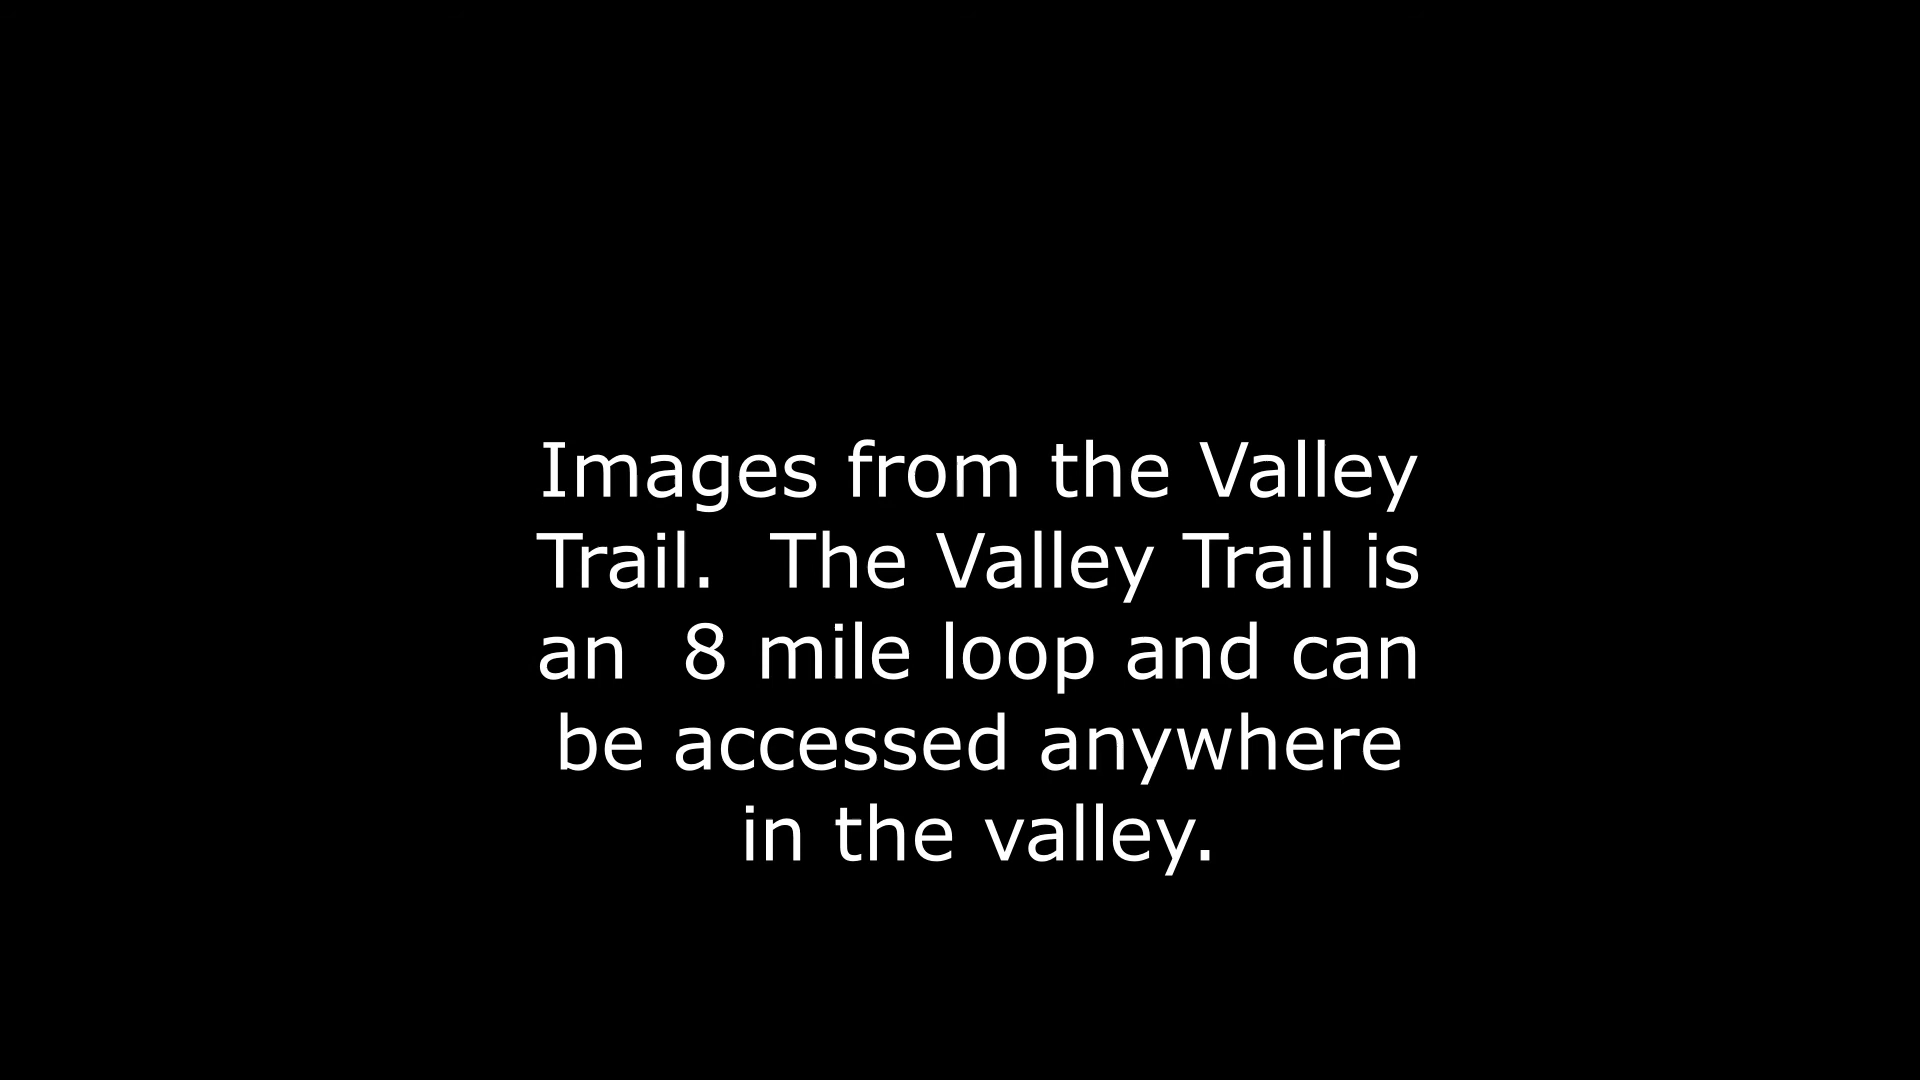 Images from the Valley
Trail.  The Valley Trail is
an  8 mile loop and can
be accessed anywhere
in the valley.